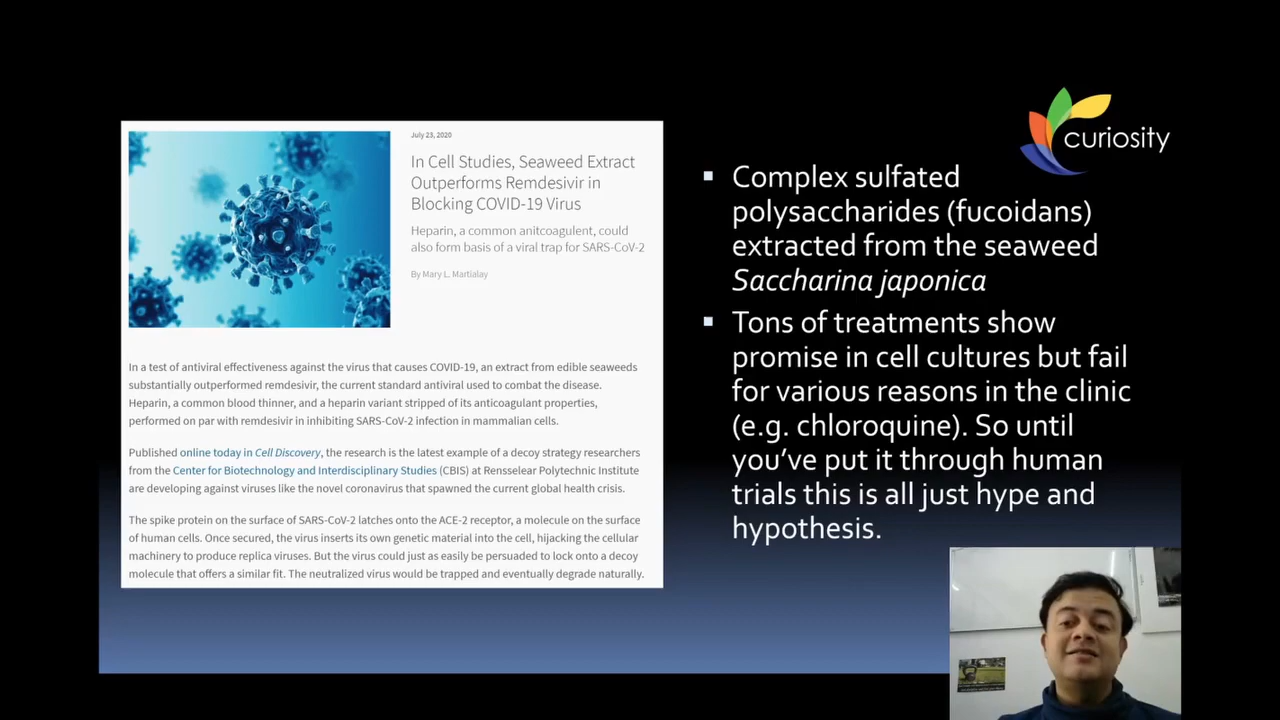 July 23, 2020
In Cell Studies, Seaweed Extract
Outperforms Remdesivir in
Blocking COVID-19 Virus
Heparin, a common anitcoagulent, could
also form basis of a viral trap for SARS-CoV-2
By Mary L. Martialay
In a test of antiviral effectiveness against the virus that causes COVID-19, an extract from edible seaweeds
substantially outperformed remdesivir, the current standard antiviral used to combat the disease.
Heparin, a common blood thinner, and a heparin variant stripped of its anticoagulant properties,
performed on par with remdesivir in inhibiting SARS-CoV-2 infection in mammalian cells.
Published online today in Cell Discovery, the research is the latest example of a decoy strategy researchers
from the Center for Biotechnology and Interdisciplinary Studies (CBIS) at Rensselear Polytechnic Institute
are developing against viruses like the novel coronavirus that spawned the current global health crisis.
The spike protein on the surface of SARS-CoV-2 latches onto the ACE-2 receptor, a molecule on the surface
of human cells. Once secured, the virus inserts its own genetic material into the cell, hijacking the cellular
machinery to produce replica viruses. But the virus could just as easily be persuaded to lock onto a decoy
molecule that offers a similar fit. The neutralized virus would be trapped and eventually degrade naturally.
curiosity
▪ Complex sulfated
polysaccharides (fucoidans)
extracted from the seaweed
Saccharina japonica
▪ Tons of treatments show
promise in cell cultures but fail
for various reasons in the clinic
(e.g. chloroquine). So until
you've put it through human
trials this is all just hype and
hypothesis.